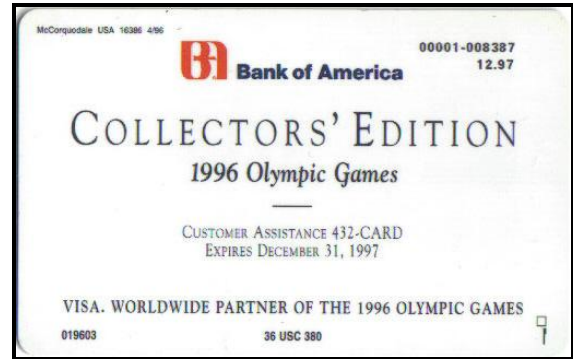 McCorquodale USA 16386 4/96
00001-008387
12.97
BA Bank of America
COLLECTORS' EDITION
1996 Olympic Games
CUSTOMER ASSISTANCE 432-CARD
EXPIRES DECEMBER 31, 1997
VISA. WORLDWIDE PARTNER OF THE 1996 OLYMPIC GAMES
019603
36 USC 380